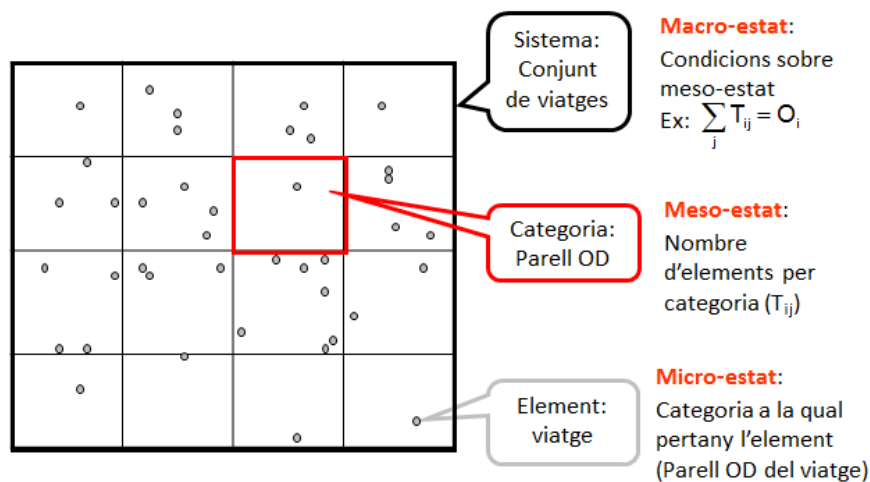 Sistema:
Conjunt
de viatges
Macro-estat:
Condicions sobre
meso-estat
Ex: ∑j Tij = Oi
Categoria:
Parell OD
Meso-estat:
Nombre
d'elements per
categoria (Tij)
Element:
viatge
Micro-estat:
Categoria a la qual
pertany l'element
(Parell OD del viatge)